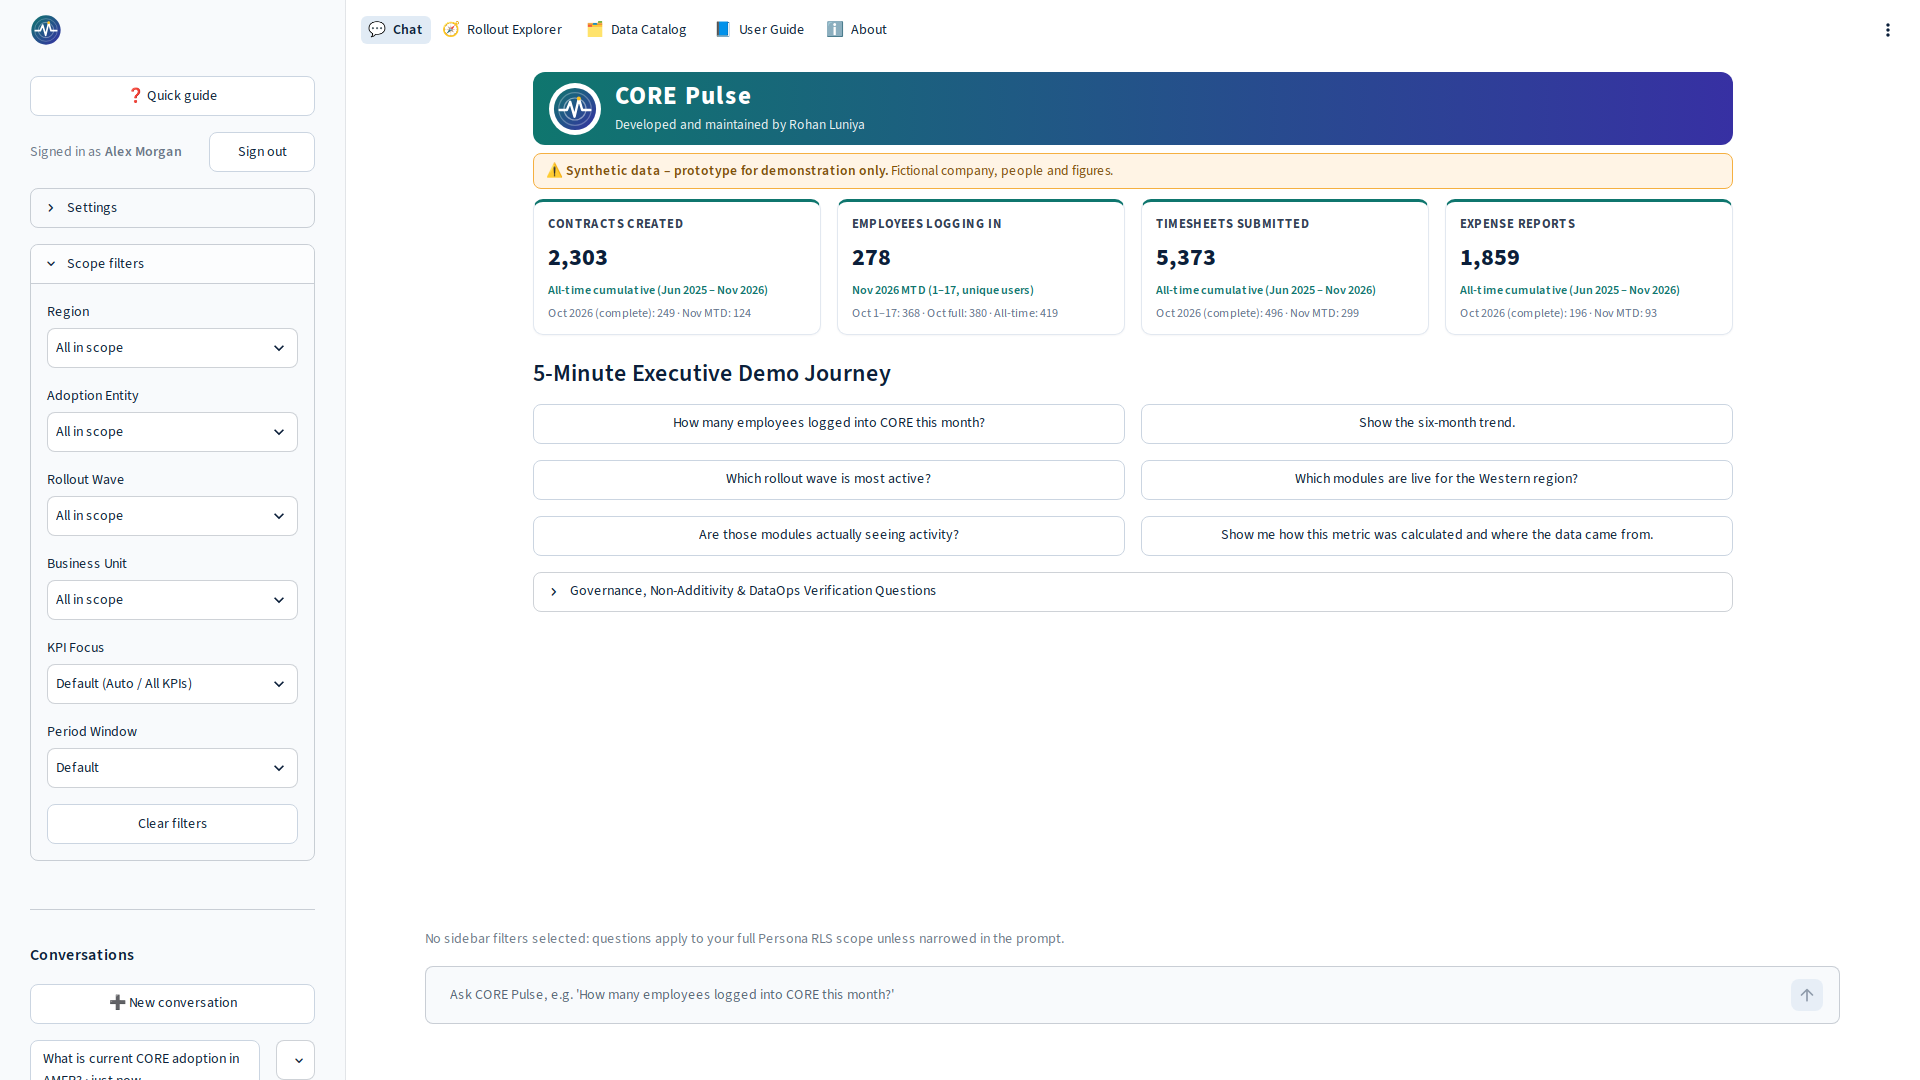 ❓ Quick guide
Signed in as Alex Morgan
Sign out
Settings
Scope filters
Region
All in scope
Adoption Entity
All in scope
Rollout Wave
All in scope
Business Unit
All in scope
KPI Focus
Default (Auto / All KPIs)
Period Window
Default
Clear filters
Conversations
➕ New conversation
What is current CORE adoption in
AMER? · just now
💬 Chat
🧭 Rollout Explorer
🗂️ Data Catalog
📘 User Guide
ℹ️ About
CORE Pulse
Developed and maintained by Rohan Luniya
⚠️ Synthetic data – prototype for demonstration only. Fictional company, people and figures.
CONTRACTS CREATED
2,303
All-time cumulative (Jun 2025 – Nov 2026)
Oct 2026 (complete): 249 · Nov MTD: 124
EMPLOYEES LOGGING IN
278
Nov 2026 MTD (1–17, unique users)
Oct 1–17: 368 · Oct full: 380 · All-time: 419
TIMESHEETS SUBMITTED
5,373
All-time cumulative (Jun 2025 – Nov 2026)
Oct 2026 (complete): 496 · Nov MTD: 299
EXPENSE REPORTS
1,859
All-time cumulative (Jun 2025 – Nov 2026)
Oct 2026 (complete): 196 · Nov MTD: 93
5-Minute Executive Demo Journey
How many employees logged into CORE this month?
Show the six-month trend.
Which rollout wave is most active?
Which modules are live for the Western region?
Are those modules actually seeing activity?
Show me how this metric was calculated and where the data came from.
Governance, Non-Additivity & DataOps Verification Questions
No sidebar filters selected: questions apply to your full Persona RLS scope unless narrowed in the prompt.
Ask CORE Pulse, e.g. 'How many employees logged into CORE this month?'